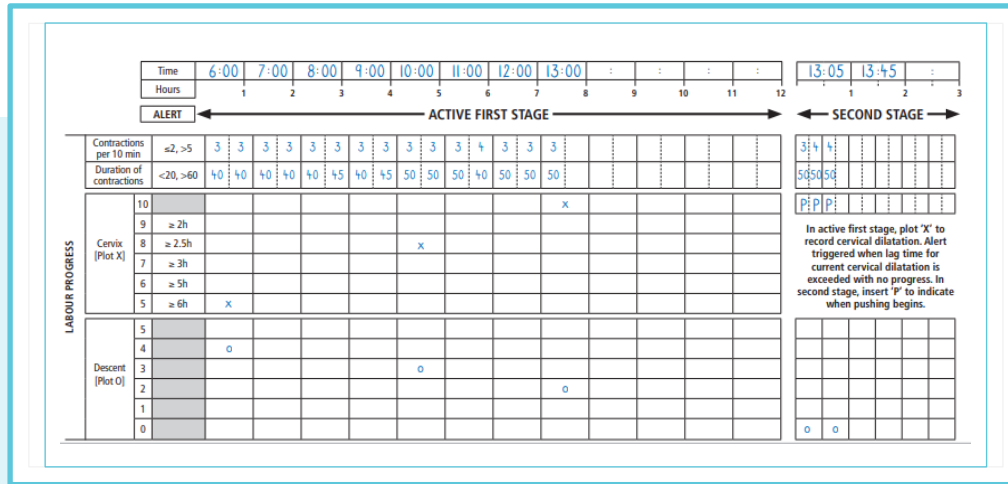 Time 6:00 7:00 8:00 9:00 10:00 11:00 12:00 13:00 : : : : 13:05 13:45 :
Hours 1 2 3 4 5 6 7 8 9 10 11 12 1 2 3
ALERT ACTIVE FIRST STAGE SECOND STAGE
Contractions per 10 min ≤2, >5 3 3 3 3 3 3 3 3 3 3 3 4 3 3 3 3 4 4
Duration of contractions <20, >60 40 40 40 40 40 45 40 45 50 50 50 40 50 50 50 50 50 50
LABOUR PROGRESS
Cervix
[Plot X]
10 X P P P
9 ≥ 2h
8 ≥ 2.5h X
7 ≥ 3h
6 ≥ 5h
5 ≥ 6h X
In active first stage, plot ‘X’ to
record cervical dilatation. Alert
triggered when lag time for
current cervical dilatation is
exceeded with no progress. In
second stage, insert ‘P’ to indicate
when pushing begins.
Descent
[Plot O]
5
4 O
3 O
2 O
1
0 O O